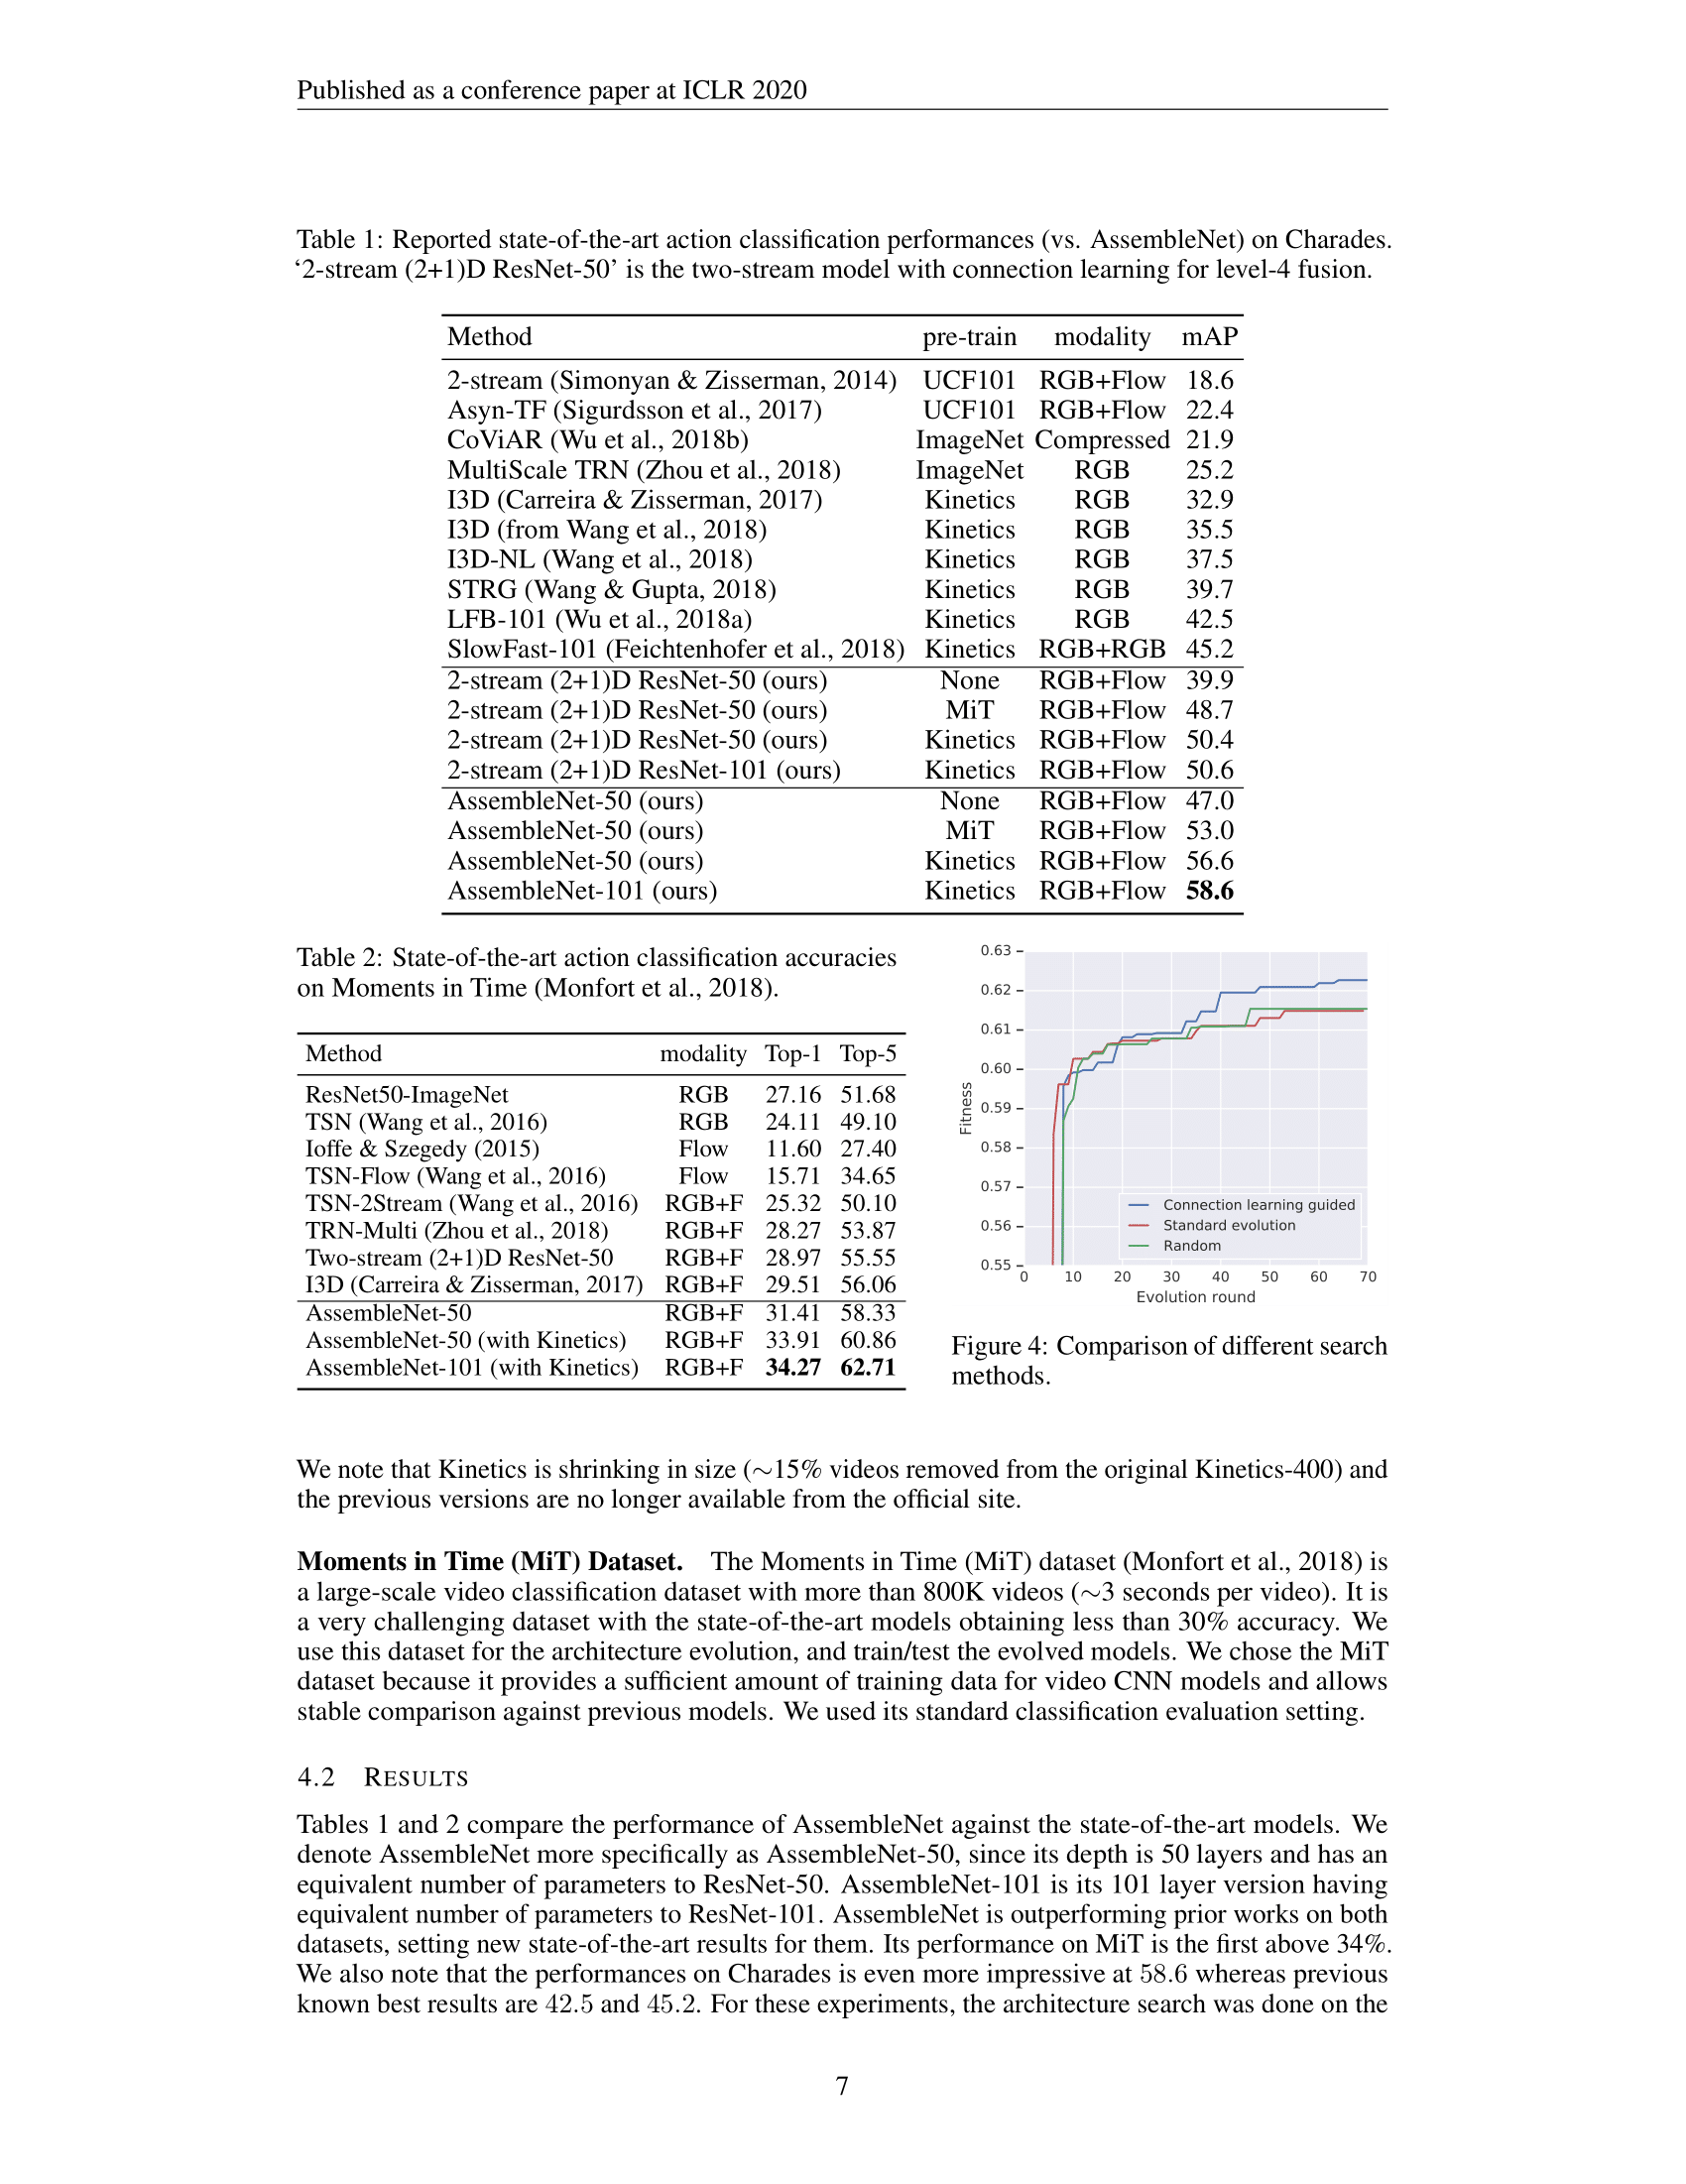 Published as a conference paper at ICLR 2020
Table 1: Reported state-of-the-art action classification performances (vs. AssembleNet) on Charades.
‘2-stream (2+1)D ResNet-50’ is the two-stream model with connection learning for level-4 fusion.
Method pre-train modality mAP
2-stream (Simonyan & Zisserman, 2014) UCF101 RGB+Flow 18.6
Asyn-TF (Sigurdsson et al., 2017) UCF101 RGB+Flow 22.4
CoViAR (Wu et al., 2018b) ImageNet Compressed 21.9
MultiScale TRN (Zhou et al., 2018) ImageNet RGB 25.2
I3D (Carreira & Zisserman, 2017) Kinetics RGB 32.9
I3D (from Wang et al., 2018) Kinetics RGB 35.5
I3D-NL (Wang et al., 2018) Kinetics RGB 37.5
STRG (Wang & Gupta, 2018) Kinetics RGB 39.7
LFB-101 (Wu et al., 2018a) Kinetics RGB 42.5
SlowFast-101 (Feichtenhofer et al., 2018) Kinetics RGB+RGB 45.2
2-stream (2+1)D ResNet-50 (ours) None RGB+Flow 39.9
2-stream (2+1)D ResNet-50 (ours) MiT RGB+Flow 48.7
2-stream (2+1)D ResNet-50 (ours) Kinetics RGB+Flow 50.4
2-stream (2+1)D ResNet-101 (ours) Kinetics RGB+Flow 50.6
AssembleNet-50 (ours) None RGB+Flow 47.0
AssembleNet-50 (ours) MiT RGB+Flow 53.0
AssembleNet-50 (ours) Kinetics RGB+Flow 56.6
AssembleNet-101 (ours) Kinetics RGB+Flow 58.6
Table 2: State-of-the-art action classification accuracies
on Moments in Time (Monfort et al., 2018).
Method modality Top-1 Top-5
ResNet50-ImageNet RGB 27.16 51.68
TSN (Wang et al., 2016) RGB 24.11 49.10
Ioffe & Szegedy (2015) Flow 11.60 27.40
TSN-Flow (Wang et al., 2016) Flow 15.71 34.65
TSN-2Stream (Wang et al., 2016) RGB+F 25.32 50.10
TRN-Multi (Zhou et al., 2018) RGB+F 28.27 53.87
Two-stream (2+1)D ResNet-50 RGB+F 28.97 55.55
I3D (Carreira & Zisserman, 2017) RGB+F 29.51 56.06
AssembleNet-50 RGB+F 31.41 58.33
AssembleNet-50 (with Kinetics) RGB+F 33.91 60.86
AssembleNet-101 (with Kinetics) RGB+F 34.27 62.71
0.63
0.62
0.61
0.60
0.59
0.58
0.57
0.56
0.55
Fitness
Connection learning guided
Standard evolution
Random
0 10 20 30 40 50 60 70
Evolution round
Figure 4: Comparison of different search
methods.
We note that Kinetics is shrinking in size (∼15% videos removed from the original Kinetics-400) and
the previous versions are no longer available from the official site.
Moments in Time (MiT) Dataset. The Moments in Time (MiT) dataset (Monfort et al., 2018) is
a large-scale video classification dataset with more than 800K videos (∼3 seconds per video). It is
a very challenging dataset with the state-of-the-art models obtaining less than 30% accuracy. We
use this dataset for the architecture evolution, and train/test the evolved models. We chose the MiT
dataset because it provides a sufficient amount of training data for video CNN models and allows
stable comparison against previous models. We used its standard classification evaluation setting.
4.2 RESULTS
Tables 1 and 2 compare the performance of AssembleNet against the state-of-the-art models. We
denote AssembleNet more specifically as AssembleNet-50, since its depth is 50 layers and has an
equivalent number of parameters to ResNet-50. AssembleNet-101 is its 101 layer version having
equivalent number of parameters to ResNet-101. AssembleNet is outperforming prior works on both
datasets, setting new state-of-the-art results for them. Its performance on MiT is the first above 34%.
We also note that the performances on Charades is even more impressive at 58.6 whereas previous
known best results are 42.5 and 45.2. For these experiments, the architecture search was done on the
7